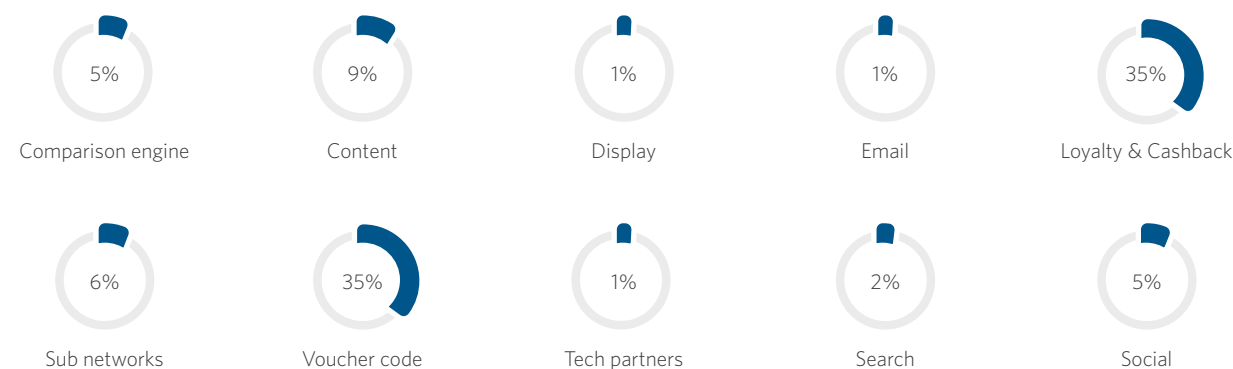 5%
Comparison engine
9%
Content
1%
Display
1%
Email
35%
Loyalty & Cashback
6%
Sub networks
35%
Voucher code
1%
Tech partners
2%
Search
5%
Social